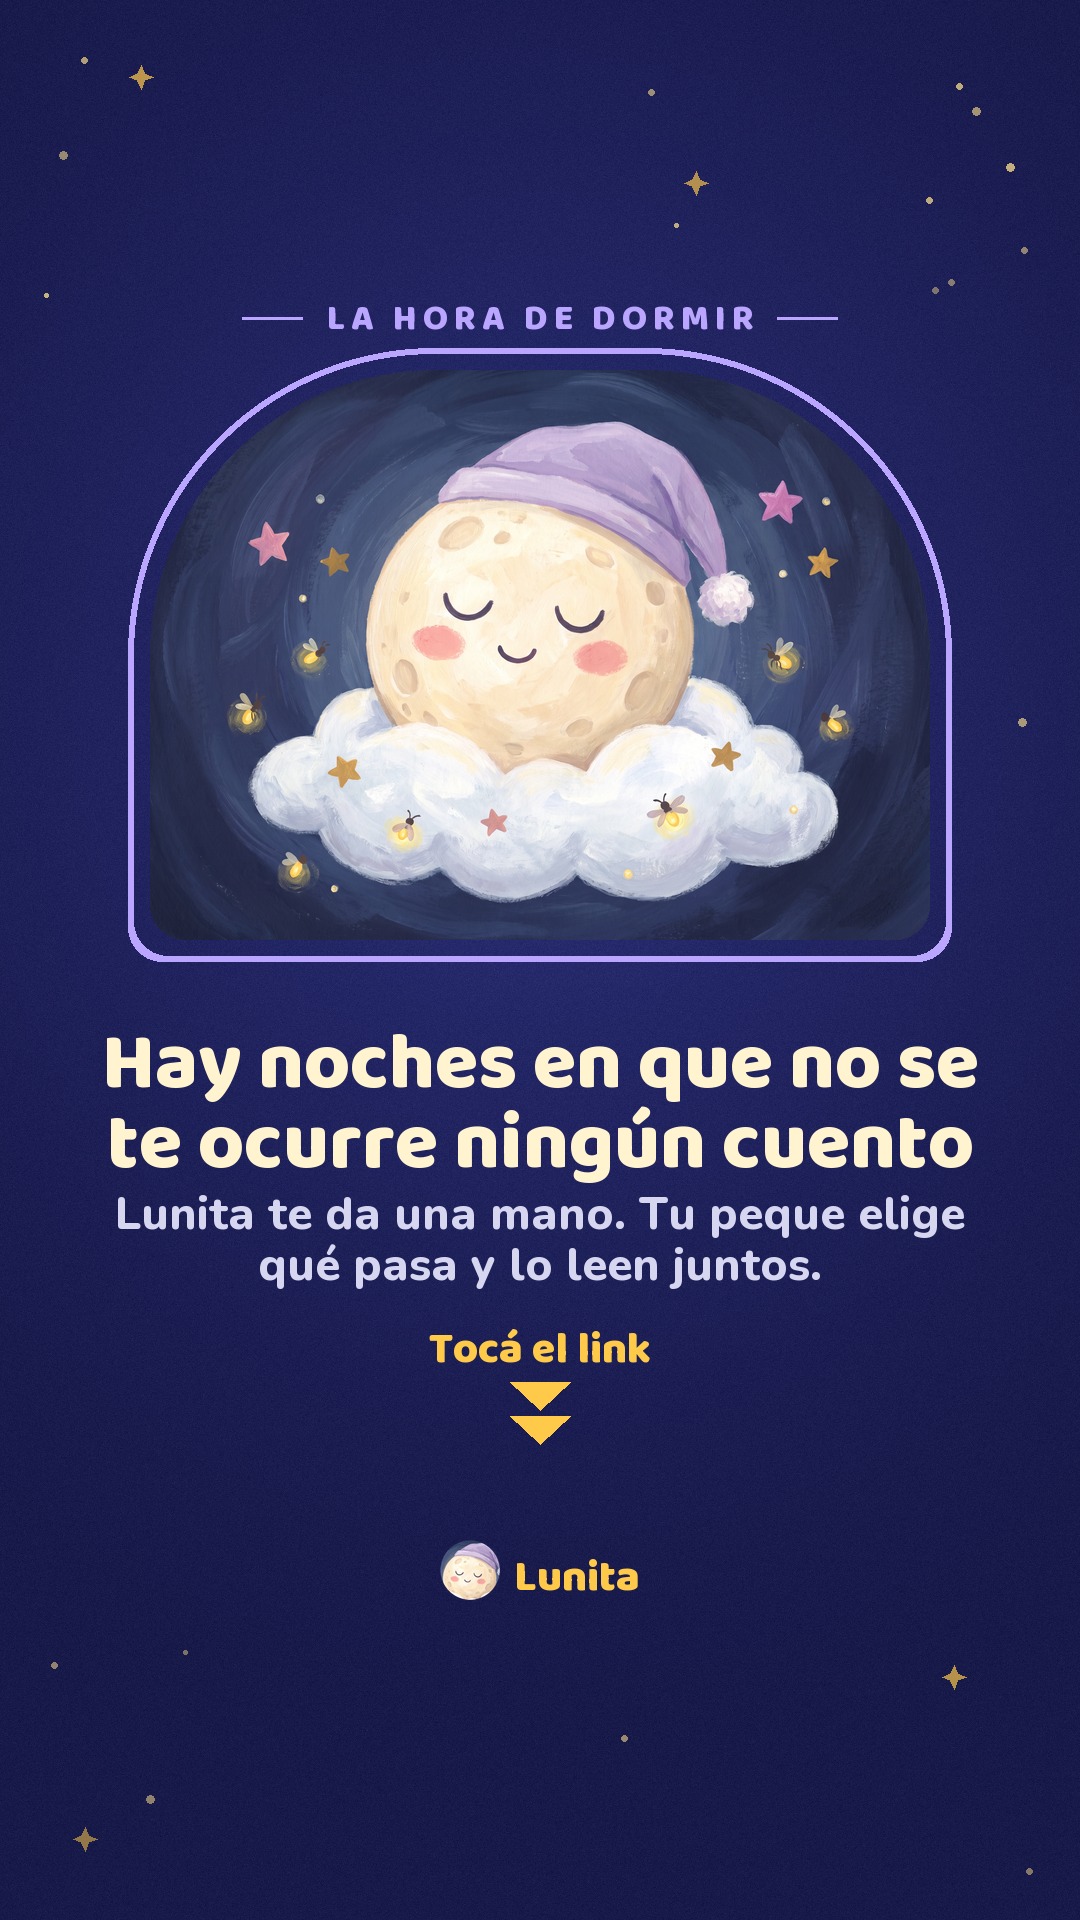 LA HORA DE DORMIR
Hay noches en que no se
te ocurre ningún cuento
Lunita te da una mano. Tu peque elige
qué pasa y lo leen juntos.
Tocá el link
Lunita